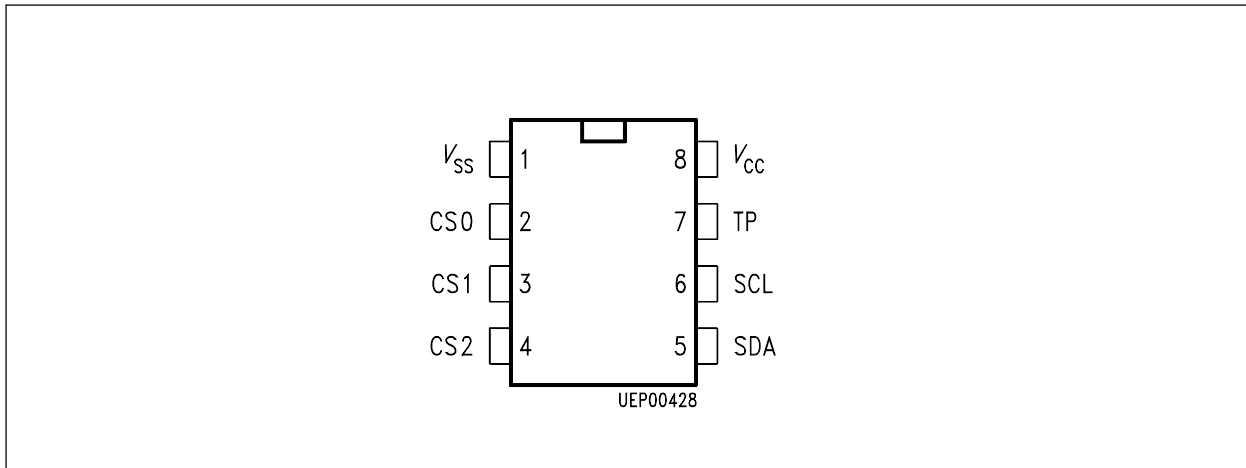 V_SS 1 8 V_CC
CS0 2 7 TP
CS1 3 6 SCL
CS2 4 5 SDA
UEP00428